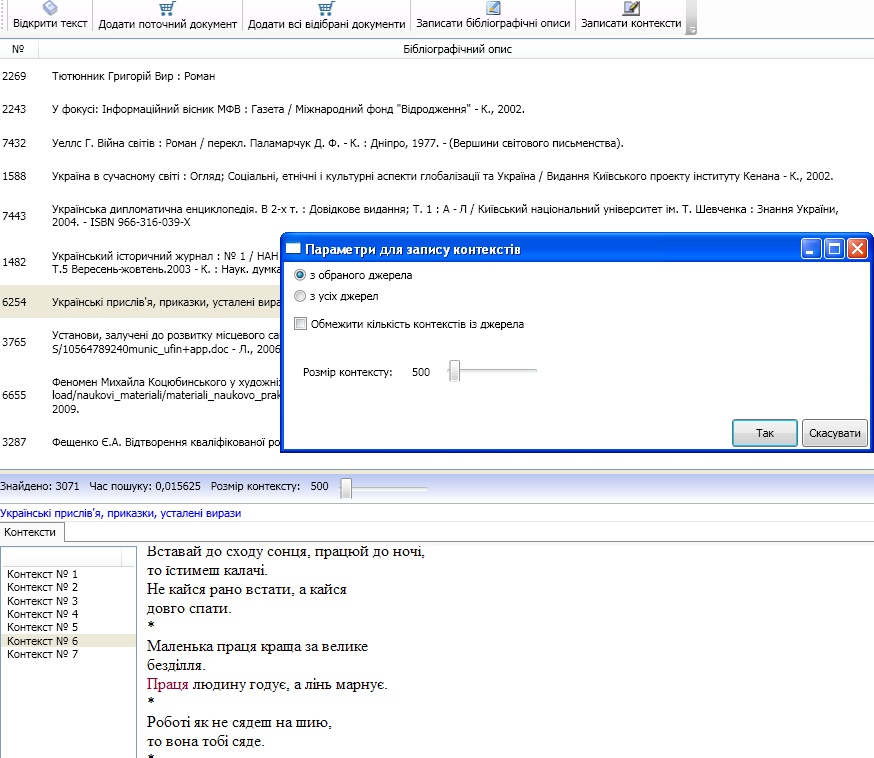 Відкрити текст
Додати поточний документ
Додати всі відібрані документи
Записати бібліографічні описи
Записати контексти
№ Бібліографічний опис
2269 Тютюнник Григорій Вир : Роман
2243 У фокусі: Інформаційний вісник МФВ : Газета / Міжнародний фонд "Відродження" - К., 2002.
7432 Уеллс Г. Війна світів : Роман / перекл. Паламарчук Д. Ф. - К. : Дніпро, 1977. - (Вершини світового письменства).
1588 Україна в сучасному світі : Огляд; Соціальні, етнічні і культурні аспекти глобалізації та Україна / Видання Київського проекту інституту Кенана - К., 2002.
7443 Українська дипломатична енциклопедія. В 2-х т. : Довідкове видання; Т. 1 : А - Л / Київський національний університет ім. Т. Шевченка : Знання України,
2004. - ISBN 966-316-039-X
1482 Український історичний журнал : № 1 / НАН
Т.5 Вересень-жовтень.2003 - К. : Наук. думка
6254 Українські прислів'я, приказки, усталені вира
3765 Установи, залучені до розвитку місцевого са
S/10564789240munic_ufin+app.doc - Л., 2006
6655 Феномен Михайла Коцюбинського у художніх
load/naukovi_materiali/materiali_naukovo_prak
2009.
3287 Фещенко Є.А. Відтворення кваліфікованої ро
Параметри для запису контекстів
з обраного джерела
з усіх джерел
Обмежити кількість контекстів із джерела
Розмір контексту: 500
Так
Скасувати
Знайдено: 3071 Час пошуку: 0,015625 Розмір контексту: 500
Українські прислів'я, приказки, усталені вирази
Контексти
Контекст № 1
Контекст № 2
Контекст № 3
Контекст № 4
Контекст № 5
Контекст № 6
Контекст № 7
Вставай до сходу сонця, працюй до ночі,
то їстимеш калачі.
Не кайся рано встати, а кайся
довго спати.
*
Маленька праця краща за велике
безділля.
Праця людину годує, а лінь марнує.
*
Роботі як не сядеш на шию,
то вона тобі сяде.
*